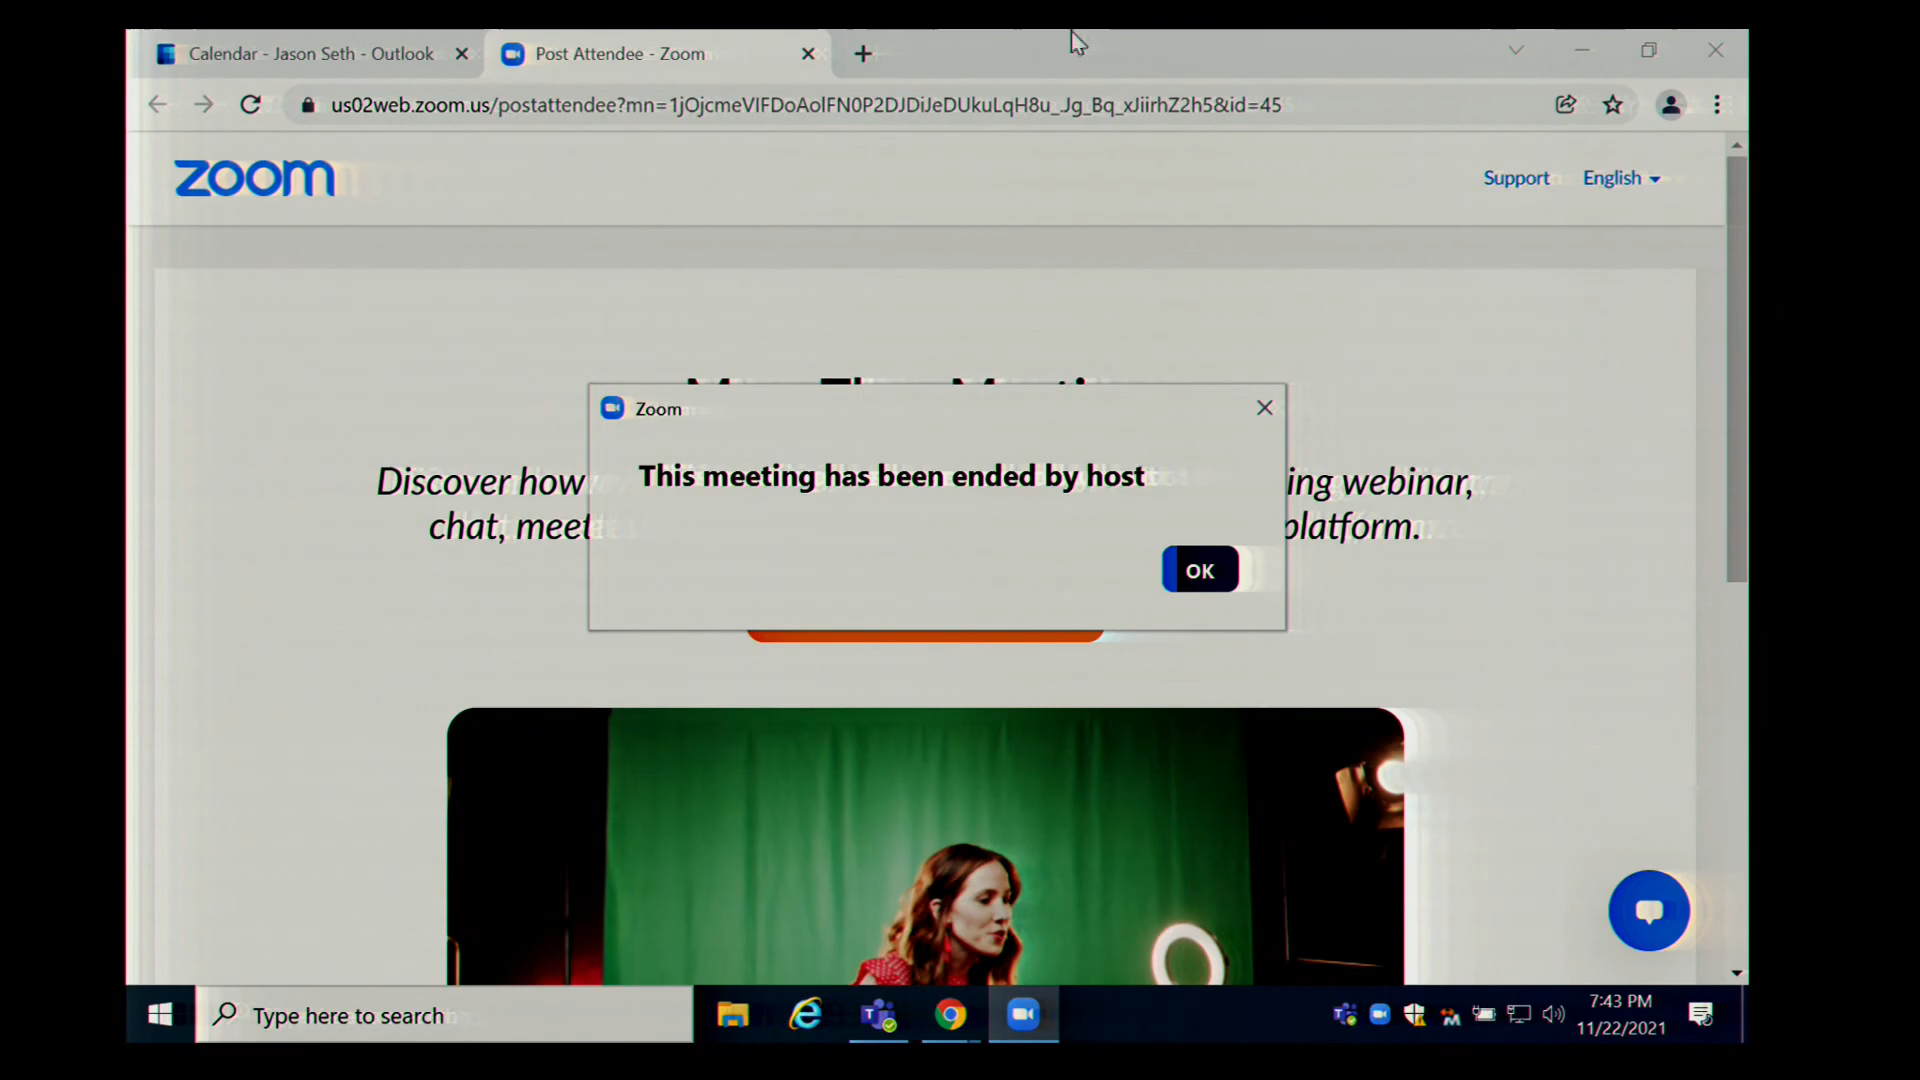 Calendar - Jason Seth - Outlook
Post Attendee - Zoom
us02web.zoom.us/postattendee?mn=1jOjcmeVIFDoAolFN0P2DJDiJeDUkuLqH8u_Jg_Bq_xJiirhZ2h5&id=45
zoom
Support
English
Zoom
This meeting has been ended by host
OK
Discover how
ing webinar,
chat, meet
platform.
Type here to search
7:43 PM
11/22/2021